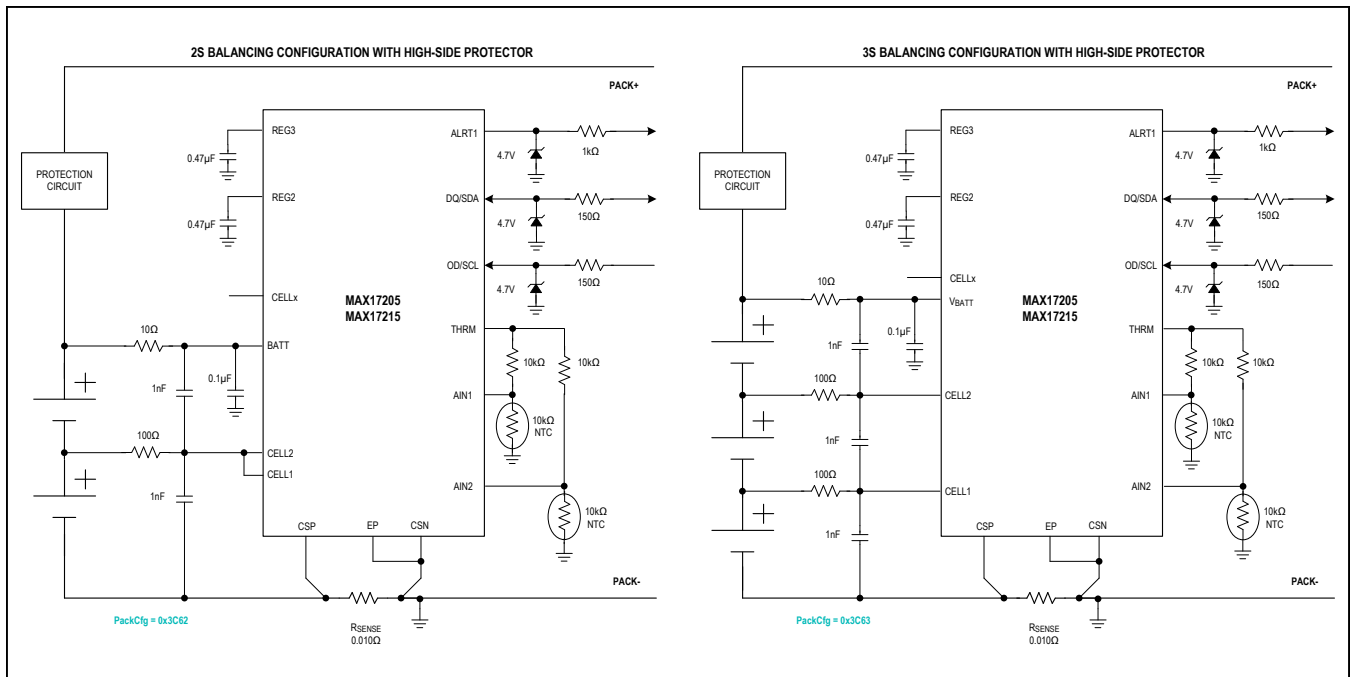 2S BALANCING CONFIGURATION WITH HIGH-SIDE PROTECTOR
PACK+
REG3
ALRT1
0.47µF
4.7V
1kΩ
PROTECTION
CIRCUIT
REG2
DQ/SDA
0.47µF
4.7V
150Ω
OD/SCL
CELLx
4.7V
150Ω
MAX17205
MAX17215
10Ω
THRM
BATT
10kΩ
10kΩ
+
1nF
0.1µF
AIN1
100Ω
10kΩ
NTC
CELL2
+
CELL1
1nF
AIN2
10kΩ
NTC
CSP
EP
CSN
PACK-
PackCfg = 0x3C62
RSENSE
0.010Ω
3S BALANCING CONFIGURATION WITH HIGH-SIDE PROTECTOR
PACK+
REG3
ALRT1
0.47µF
4.7V
1kΩ
PROTECTION
CIRCUIT
REG2
DQ/SDA
0.47µF
4.7V
150Ω
OD/SCL
CELLx
10Ω
4.7V
150Ω
VBATT
MAX17205
MAX17215
+
0.1µF
THRM
1nF
10kΩ
10kΩ
100Ω
CELL2
AIN1
+
10kΩ
NTC
1nF
100Ω
CELL1
AIN2
+
10kΩ
NTC
1nF
CSP
EP
CSN
PACK-
PackCfg = 0x3C63
RSENSE
0.010Ω